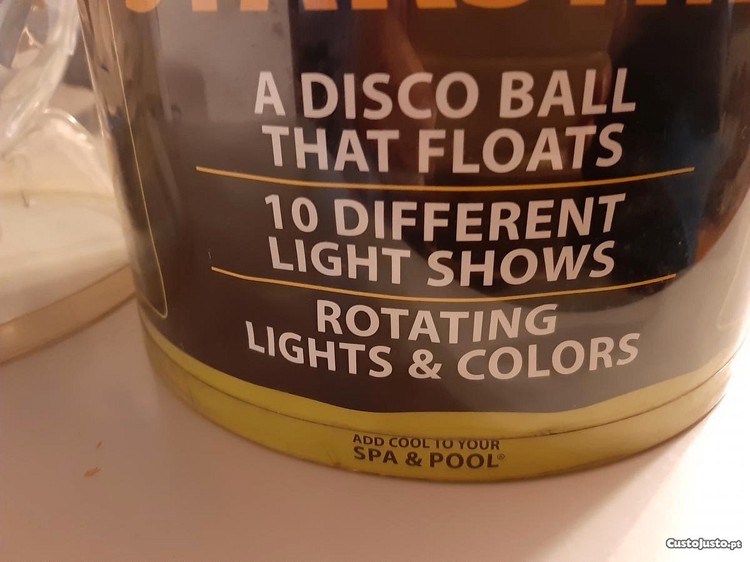 A DISCO BALL
THAT FLOATS
10 DIFFERENT
LIGHT SHOWS
ROTATING
LIGHTS & COLORS
ADD COOL TO YOUR
SPA & POOL®
CustoJusto.pt